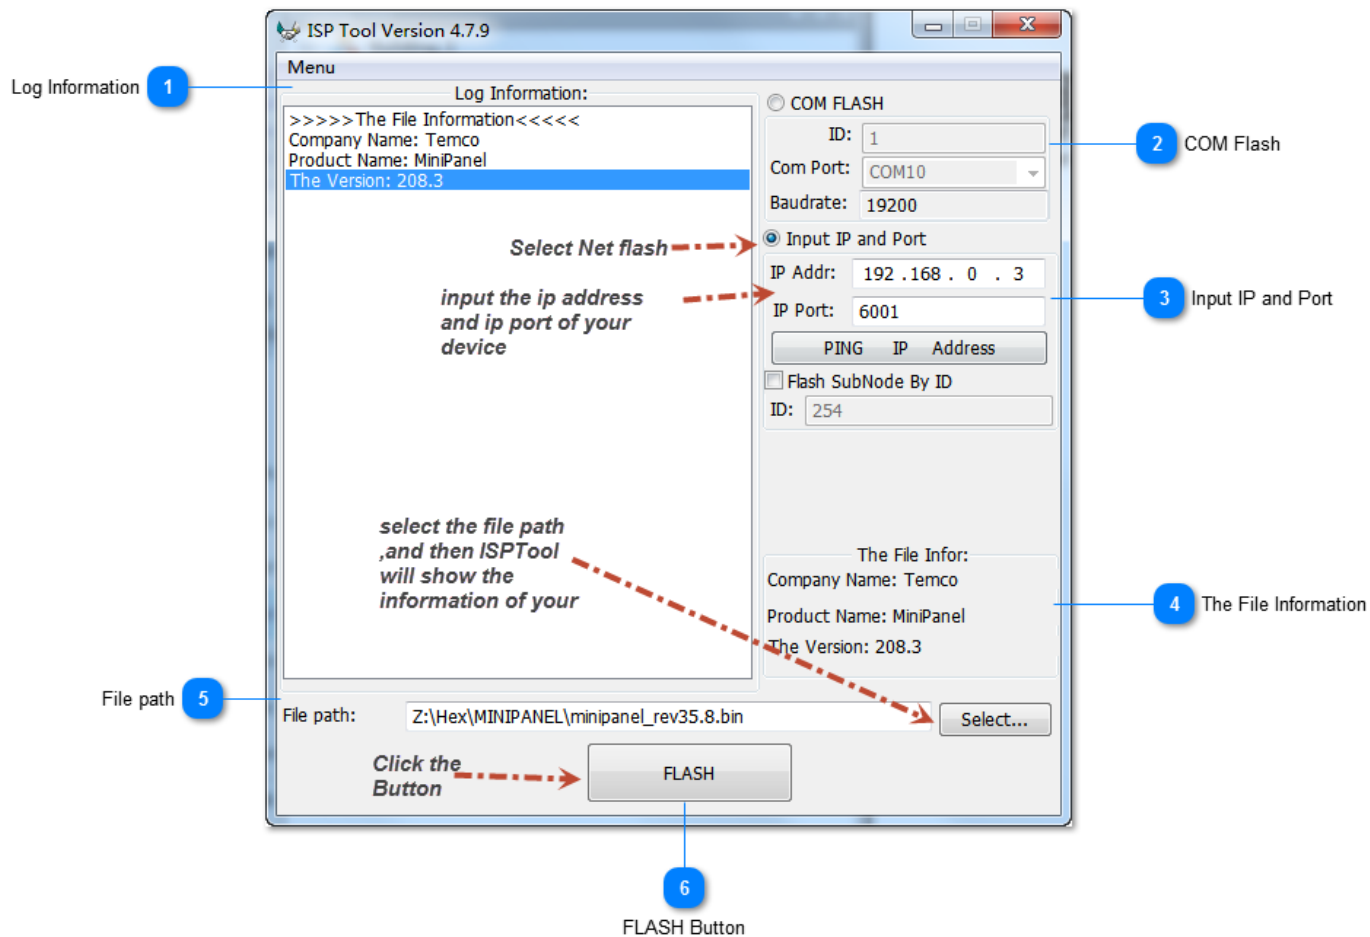 ISP Tool Version 4.7.9
Menu
Log Information
1
Log Information:
>>>>>The File Information<<<<<
Company Name: Temco
Product Name: MiniPanel
The Version: 208.3
COM FLASH
ID: 1
Com Port: COM10
Baudrate: 19200
2 COM Flash
Select Net flash
Input IP and Port
input the ip address
and ip port of your
device
IP Addr: 192 .168 . 0 . 3
IP Port: 6001
PING IP Address
3 Input IP and Port
Flash SubNode By ID
ID: 254
select the file path
,and then ISPTool
will show the
information of your
The File Infor:
Company Name: Temco
Product Name: MiniPanel
The Version: 208.3
4 The File Information
File path 5
File path: Z:\Hex\MINIPANEL\minipanel_rev35.8.bin
Select...
Click the
Button
FLASH
6
FLASH Button